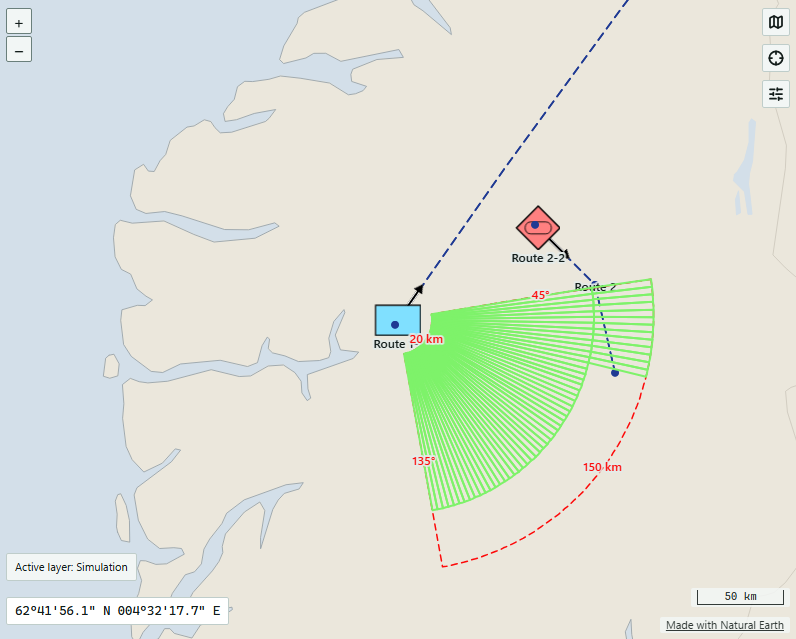 +
−
Route 2-2
Route 2
45°
Route 1
20 km
135°
150 km
Active layer: Simulation
50 km
62°41'56.1" N 004°32'17.7" E
Made with Natural Earth